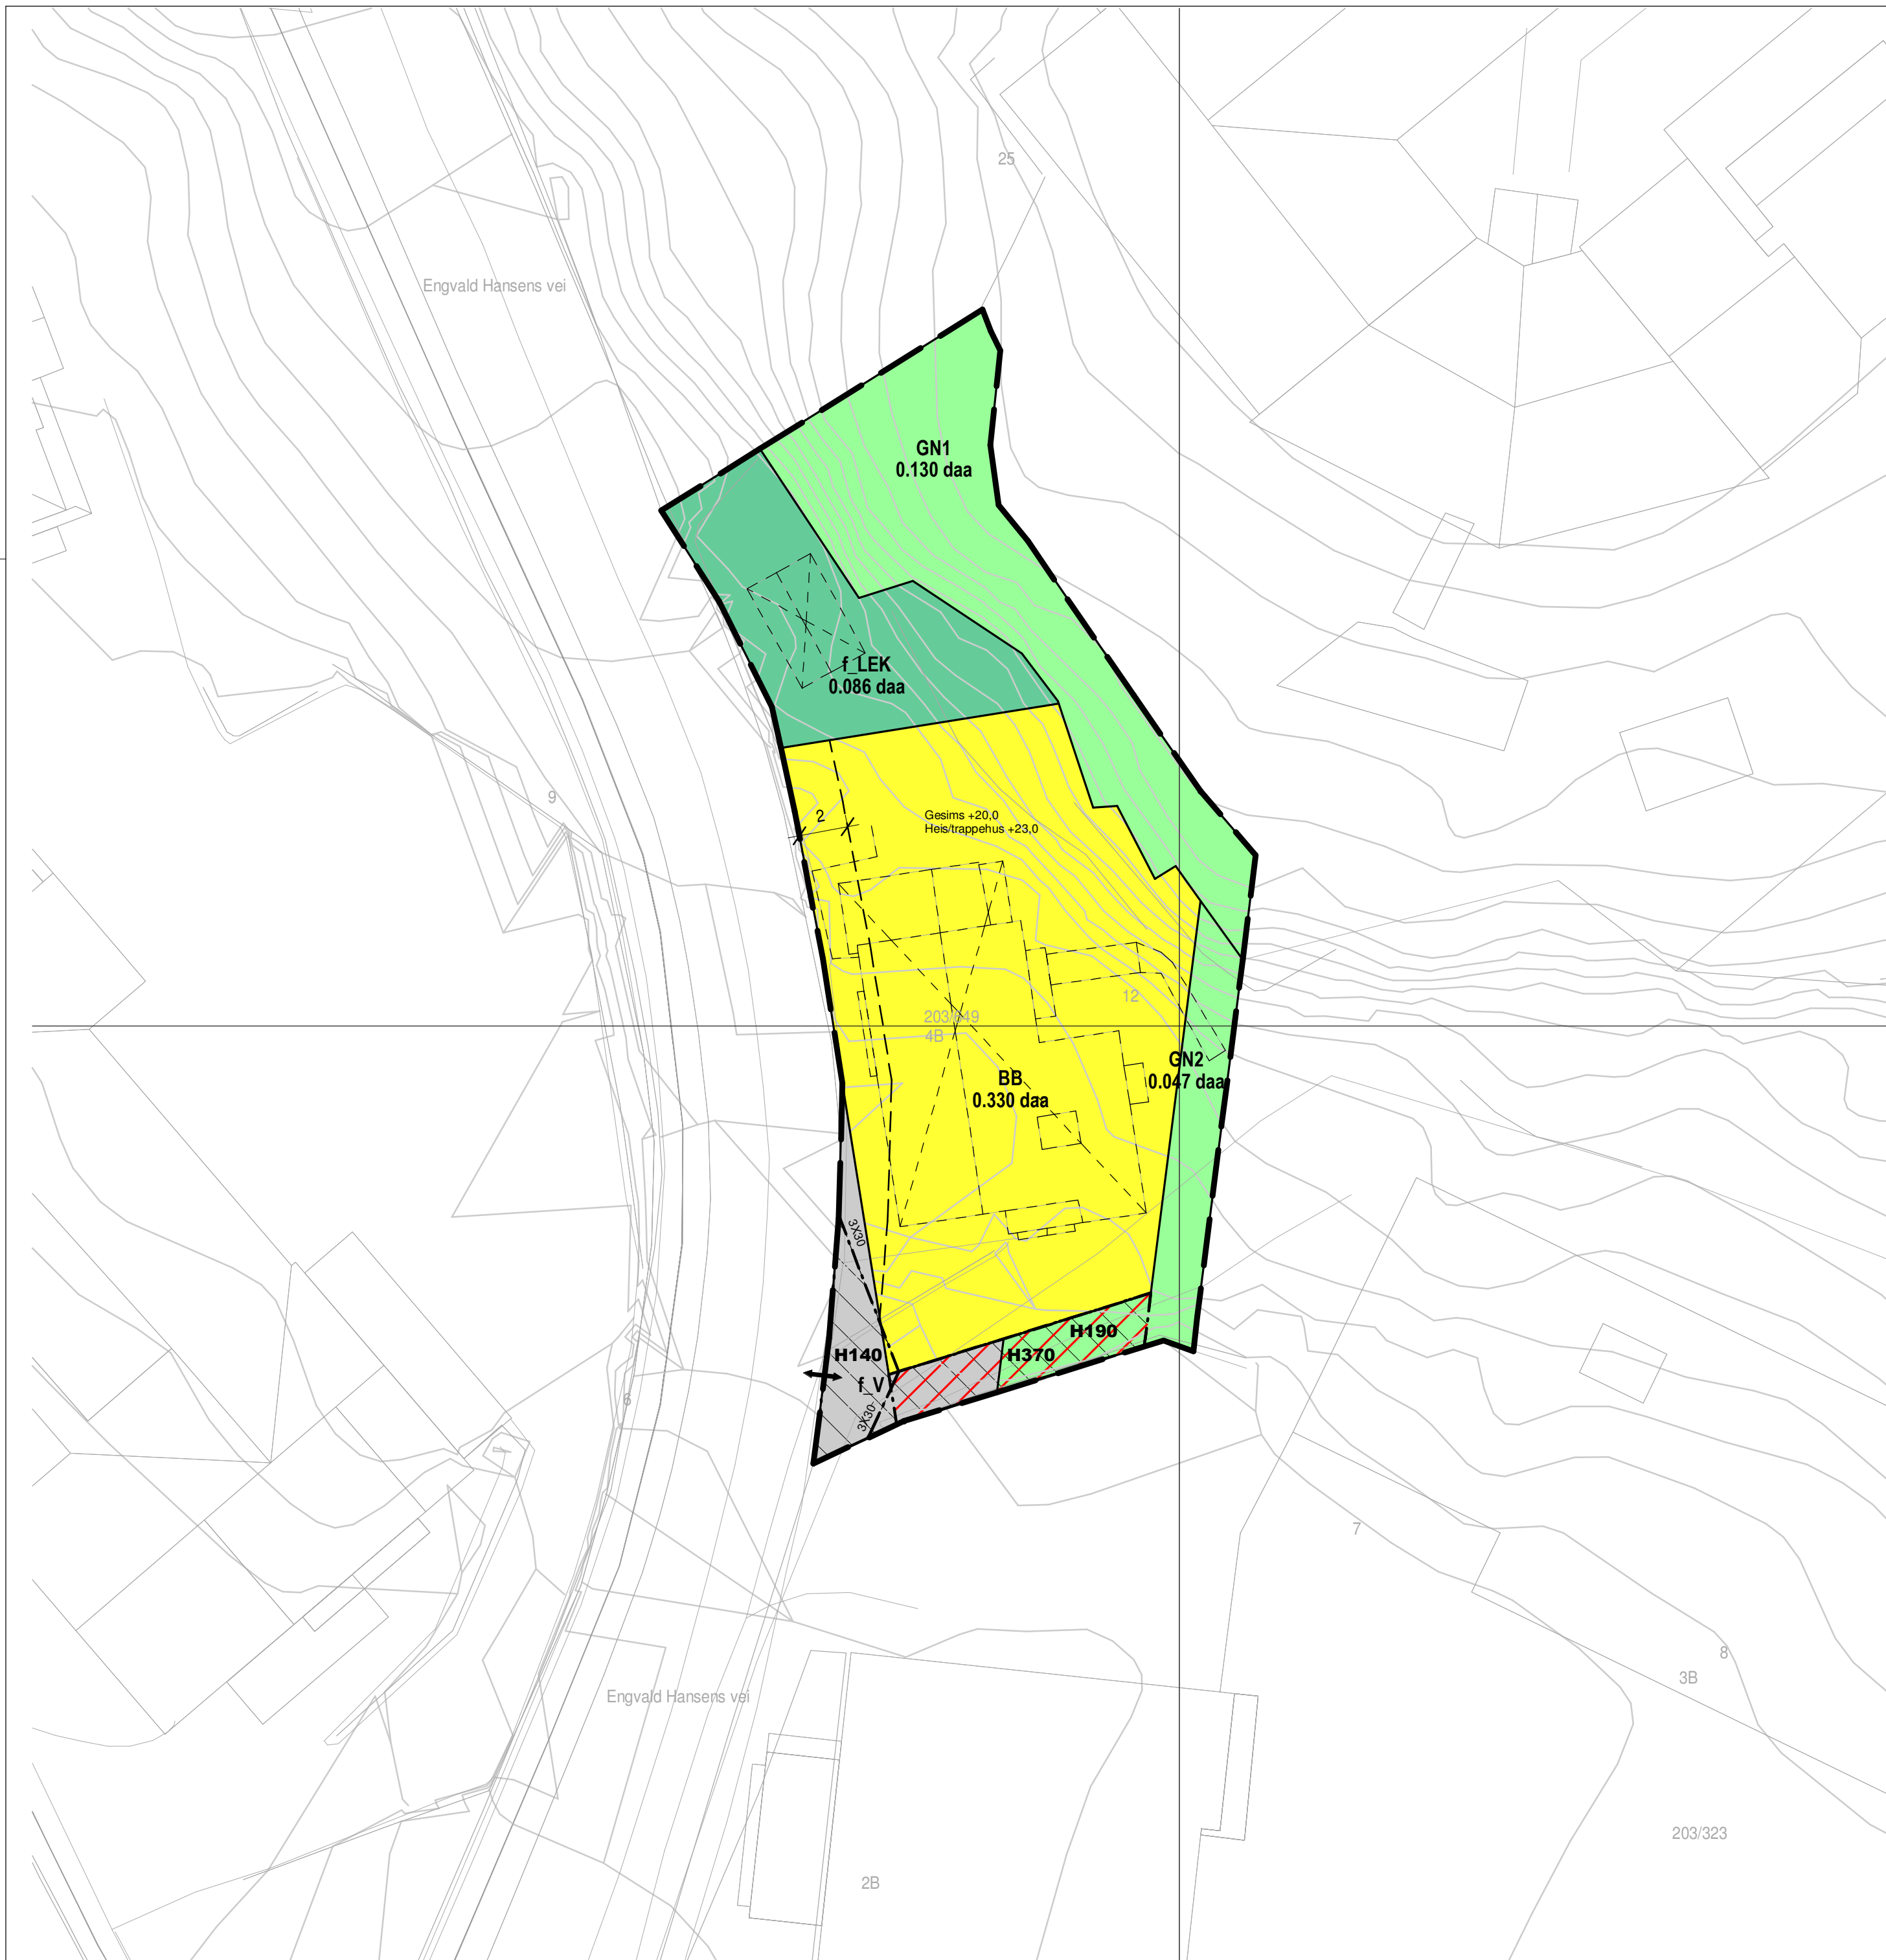 25
Engvald Hansens vei
GN1
0.130 daa
f_LEK
0.086 daa
9
2
Gesims +20,0
Heis/trappehus +23,0
12
203/649
4B
GN2
0.047 daa
BB
0.330 daa
3X30
H190
H140
H370
f_V
3X30
6
7
8
3B
Engvald Hansens vei
203/323
2B